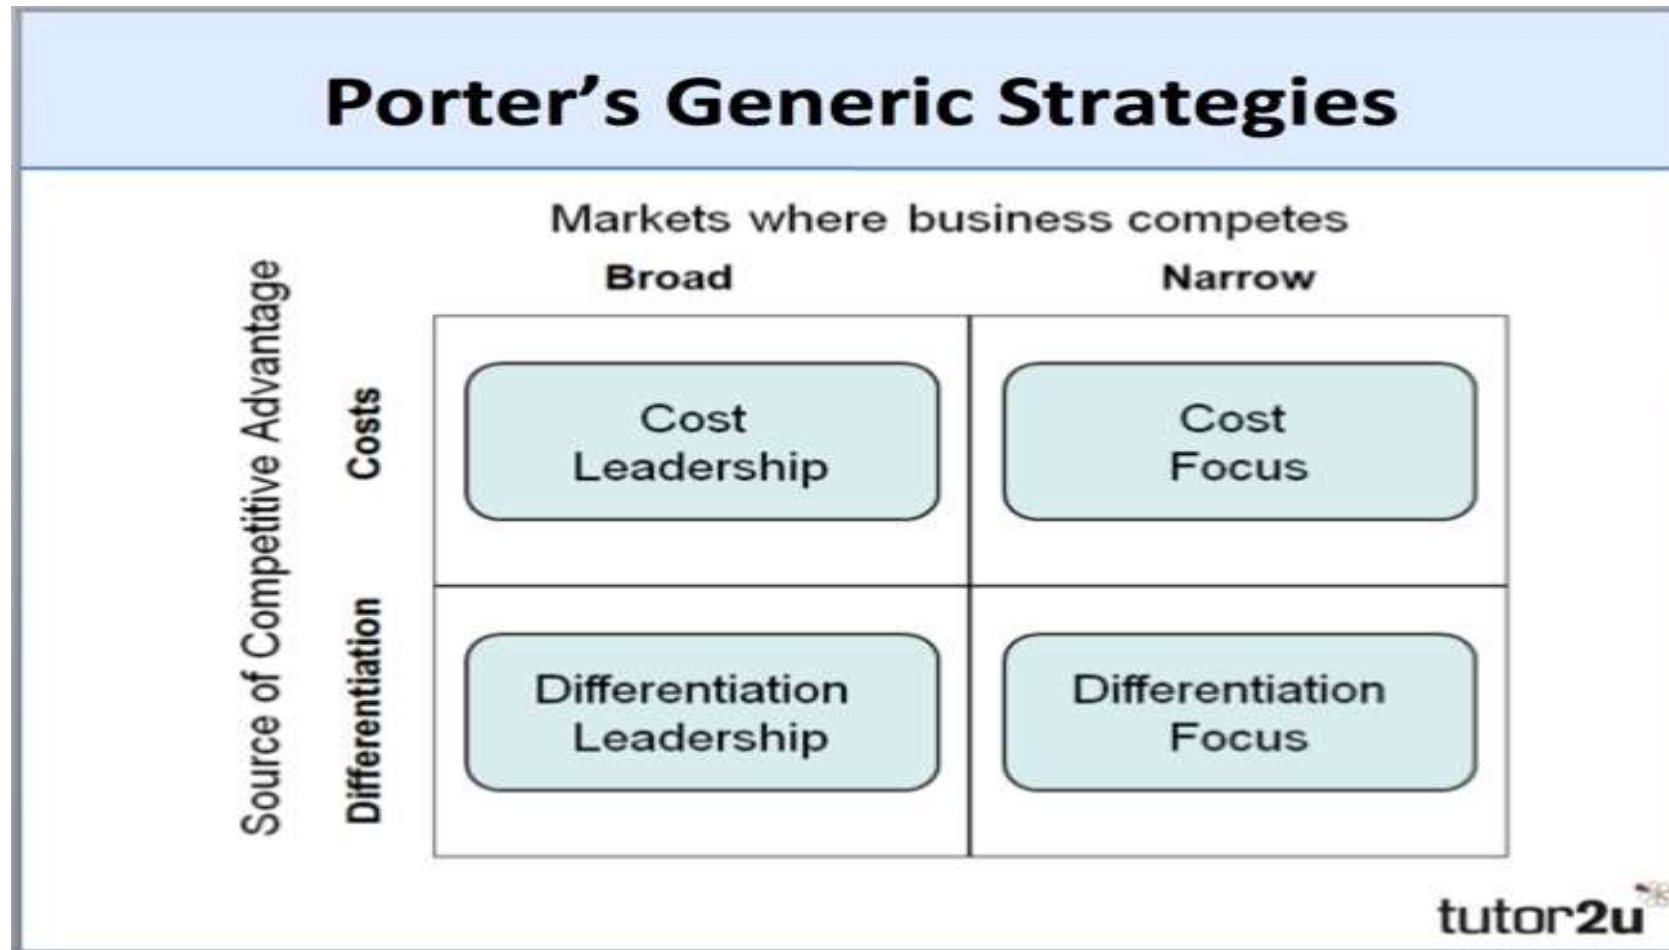 Porter's Generic Strategies
Markets where business competes
Broad
Narrow
Source of Competitive Advantage
Costs
Cost
Leadership
Cost
Focus
Differentiation
Differentiation
Leadership
Differentiation
Focus
tutor2u